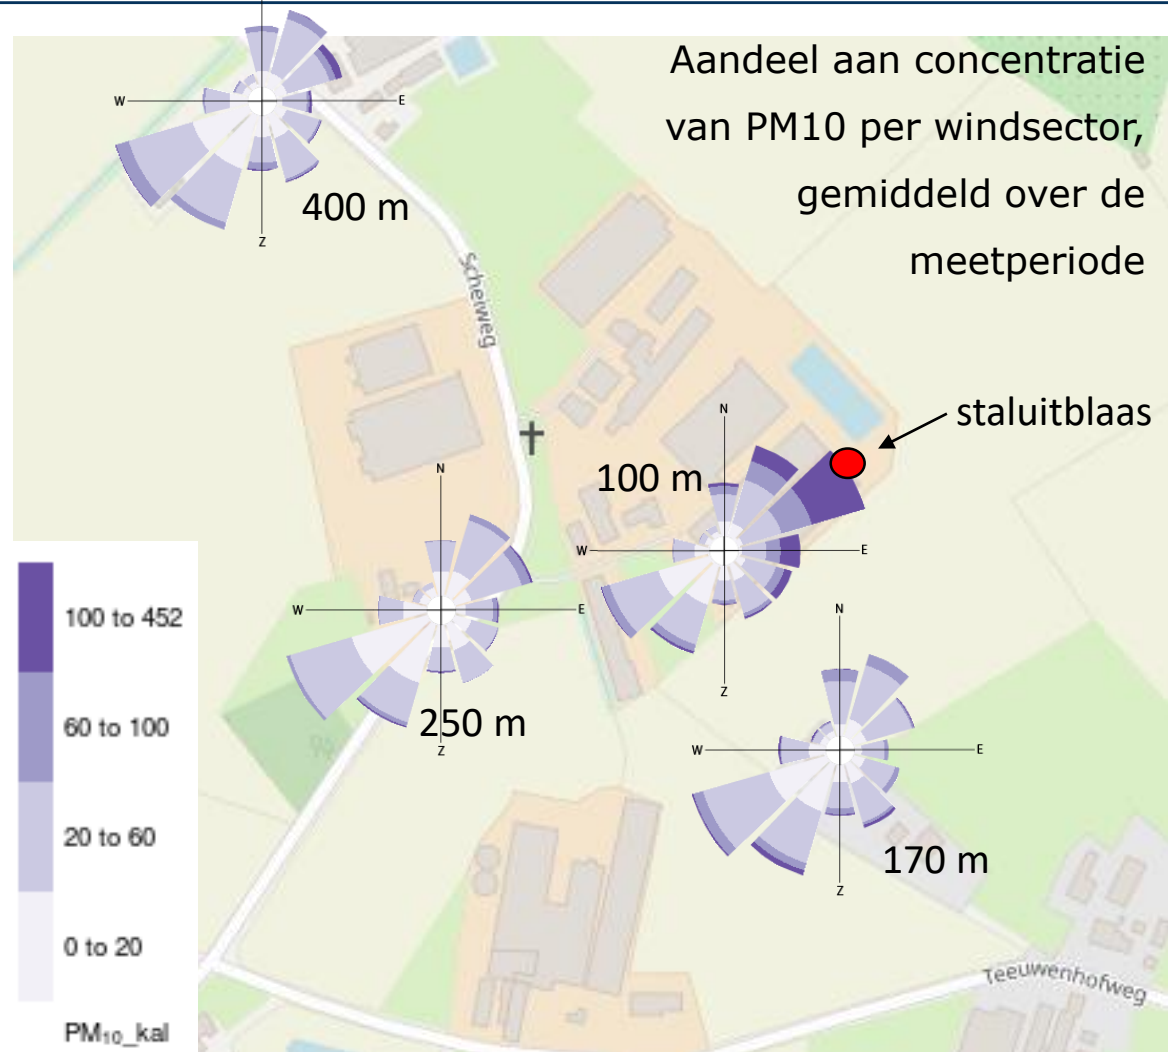 Aandeel aan concentratie
van PM10 per windsector,
gemiddeld over de
meetperiode
W
E
Z
400 m
Scheiweg
staluitblaas
N
100 m
W
E
Z
N
W
E
250 m
Z
N
W
E
170 m
Z
100 to 452
60 to 100
20 to 60
0 to 20
PM₁₀_kal
Teeuwenhofweg